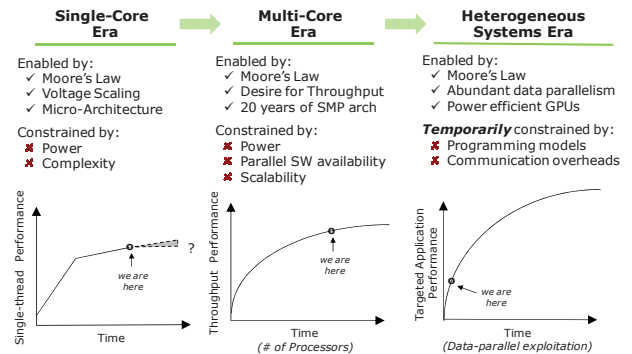 Single-Core
Era
Enabled by:
✓ Moore's Law
✓ Voltage Scaling
✓ Micro-Architecture
Constrained by:
✘ Power
✘ Complexity
Single-thread Performance
?
we are
here
Time
Multi-Core
Era
Enabled by:
✓ Moore's Law
✓ Desire for Throughput
✓ 20 years of SMP arch
Constrained by:
✘ Power
✘ Parallel SW availability
✘ Scalability
Throughput Performance
we are
here
Time
(# of Processors)
Heterogeneous
Systems Era
Enabled by:
✓ Moore's Law
✓ Abundant data parallelism
✓ Power efficient GPUs
Temporarily constrained by:
✘ Programming models
✘ Communication overheads
Targeted Application
Performance
we are
here
Time
(Data-parallel exploitation)